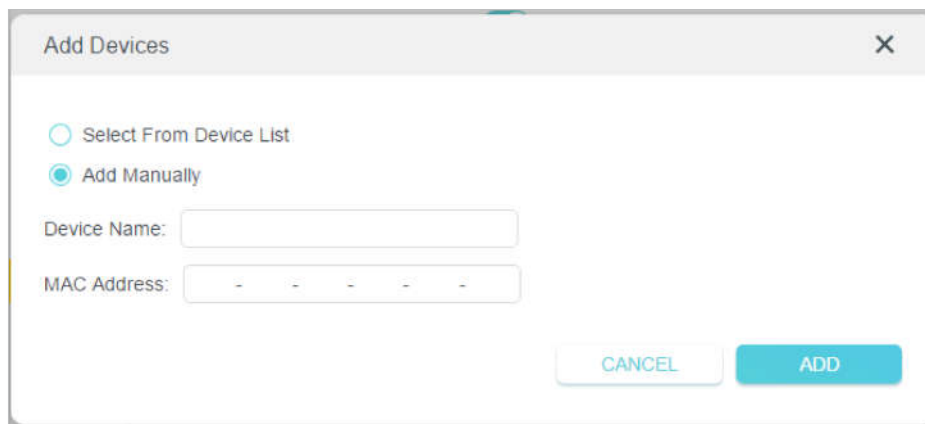 Add Devices
Select From Device List
Add Manually
Device Name:
MAC Address: - - - - -
CANCEL ADD